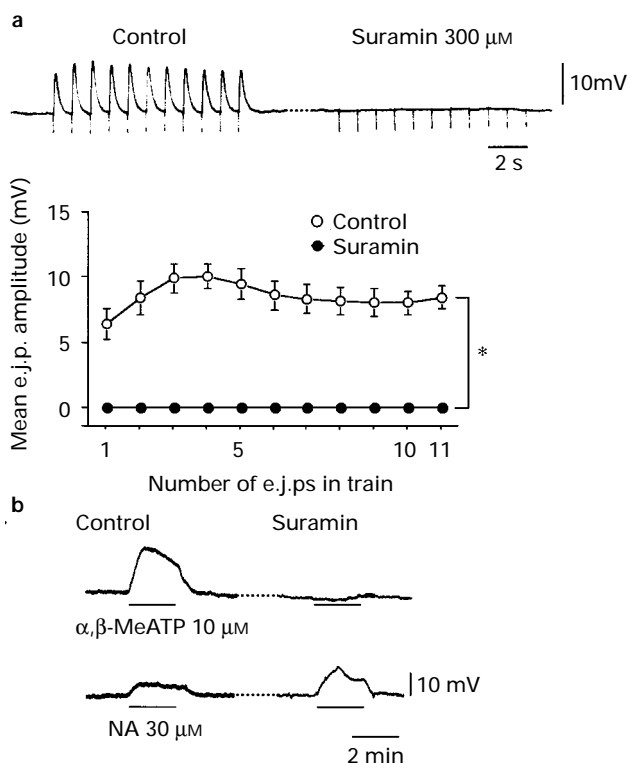 a
Control Suramin 300 μM
10mV
2 s
Mean e.j.p. amplitude (mV)
15
10
5
0
Control
Suramin
*
1 5 10 11
Number of e.j.ps in train
b
Control Suramin
α,β-MeATP 10 μM
10 mV
NA 30 μM
2 min